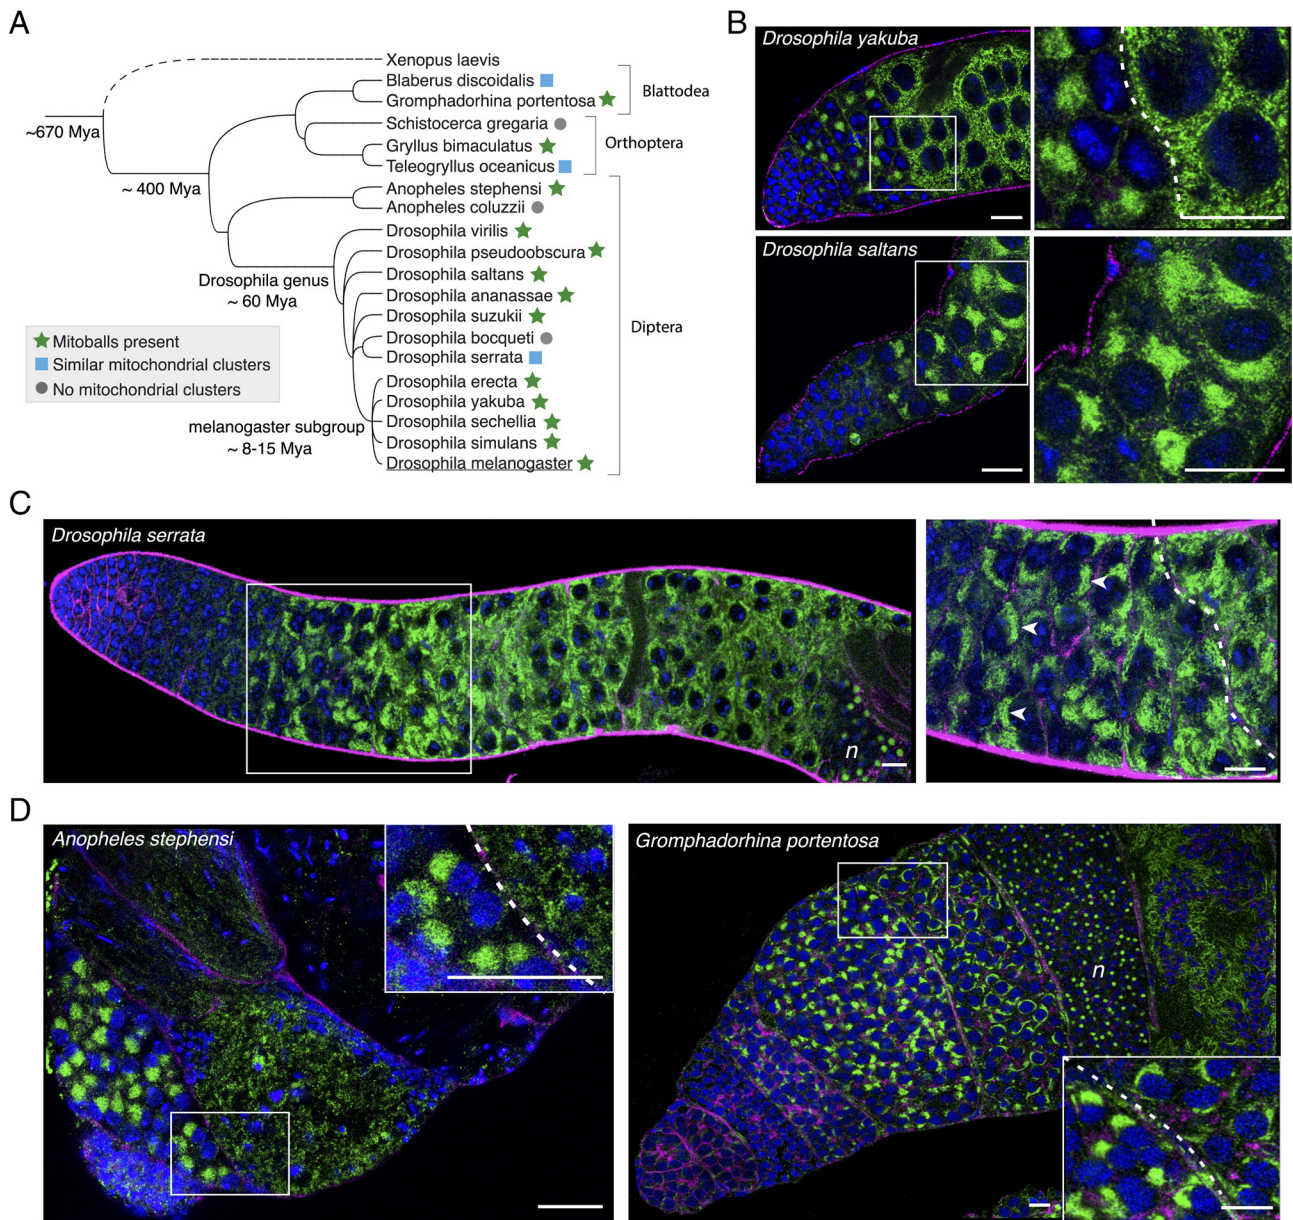 A
Xenopus laevis
Blaberus discoidalis
Gromphadorhina portentosa
Blattodea
~670 Mya
Schistocerca gregaria
Gryllus bimaculatus
Orthoptera
Teleogryllus oceanicus
~ 400 Mya
Anopheles stephensi
Anopheles coluzzii
Drosophila virilis
Drosophila pseudoobscura
Drosophila genus
~ 60 Mya
Drosophila saltans
Drosophila ananassae
Drosophila suzukii
Diptera
Drosophila bocqueti
Drosophila serrata
Mitoballs present
Similar mitochondrial clusters
No mitochondrial clusters
Drosophila erecta
Drosophila yakuba
Drosophila sechellia
melanogaster subgroup
~ 8-15 Mya
Drosophila simulans
Drosophila melanogaster
B
Drosophila yakuba
Drosophila saltans
C
Drosophila serrata
n
D
Anopheles stephensi
Gromphadorhina portentosa
n